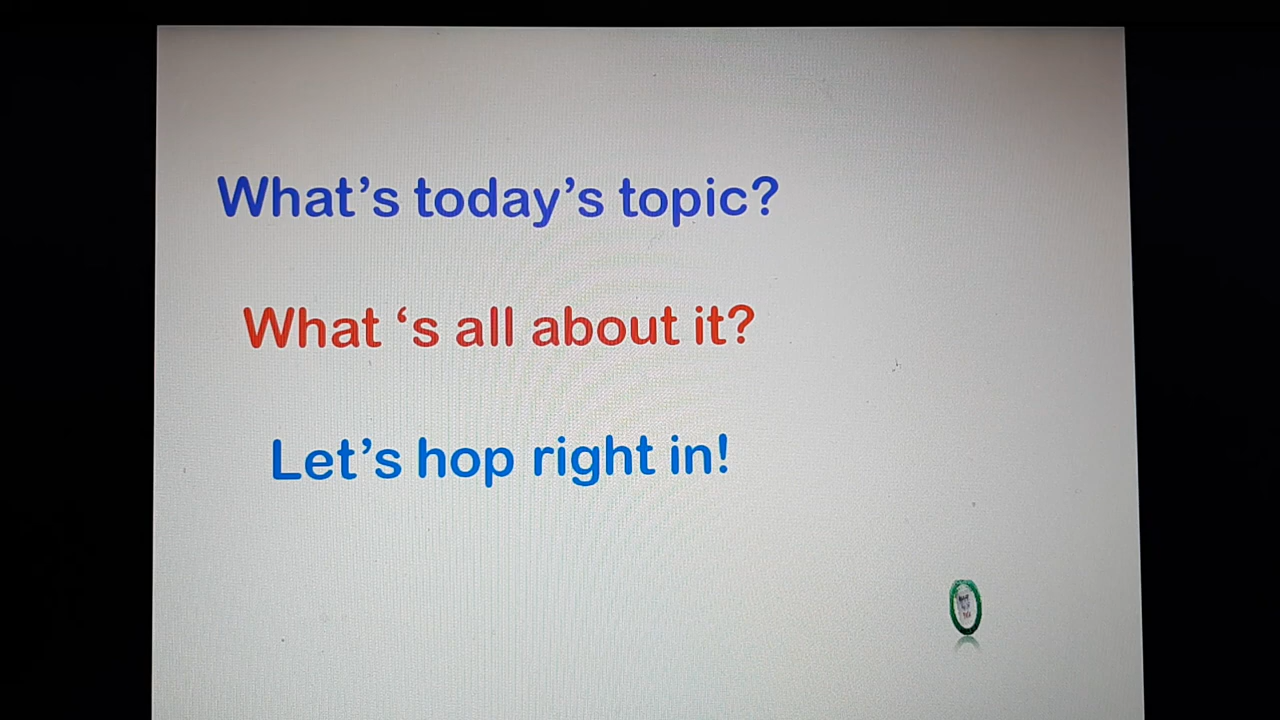 What’s today’s topic?
What ‘s all about it?
Let’s hop right in!